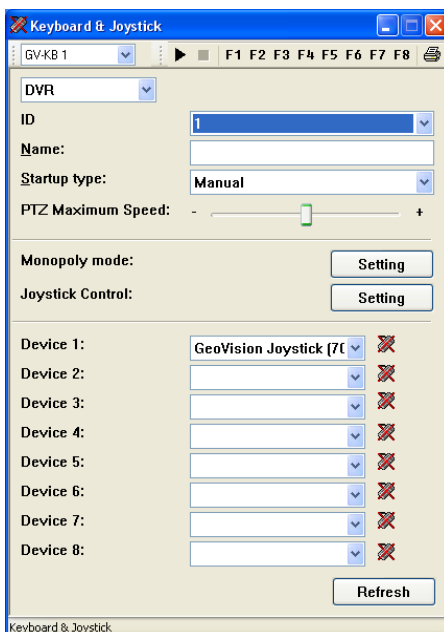 Keyboard & Joystick
GV-KB 1 F1 F2 F3 F4 F5 F6 F7 F8
DVR
ID 1
Name:
Startup type: Manual
PTZ Maximum Speed: - +
Monopoly mode: Setting
Joystick Control: Setting
Device 1: GeoVision Joystick (70
Device 2:
Device 3:
Device 4:
Device 5:
Device 6:
Device 7:
Device 8:
Refresh
Keyboard & Joystick